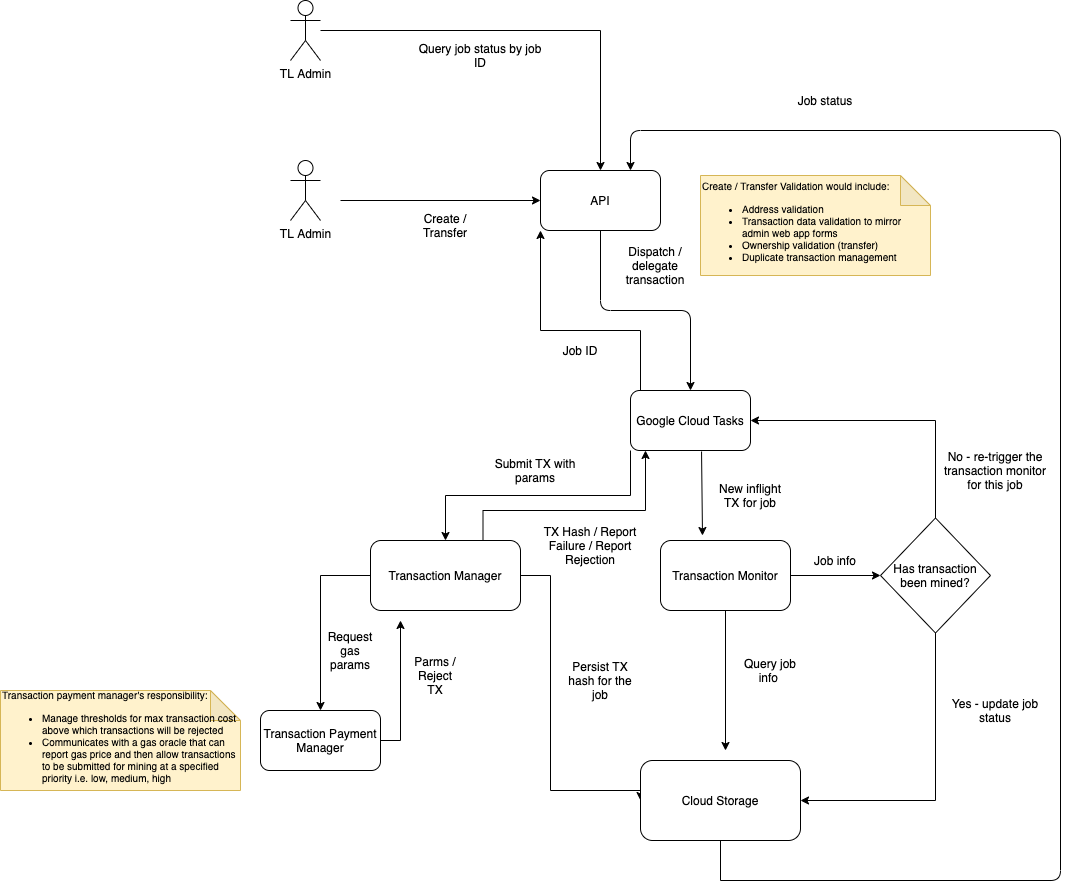 Query job status by job
ID
TL Admin
Job status
API
Create / Transfer Validation would include:
• Address validation
• Transaction data validation to mirror
admin web app forms
• Ownership validation (transfer)
• Duplicate transaction management
TL Admin
Create /
Transfer
Dispatch /
delegate
transaction
Job ID
Google Cloud Tasks
No - re-trigger the
transaction monitor
for this job
Submit TX with
params
New inflight
TX for job
TX Hash / Report
Failure / Report
Rejection
Transaction Manager
Transaction Monitor
Job info
Has transaction
been mined?
Request
gas
params
Parms /
Reject
TX
Persist TX
hash for the
job
Query job
info
Yes - update job
status
Transaction payment manager's responsibility:
• Manage thresholds for max transaction cost
above which transactions will be rejected
• Communicates with a gas oracle that can
report gas price and then allow transactions
to be submitted for mining at a specified
priority i.e. low, medium, high
Transaction Payment
Manager
Cloud Storage